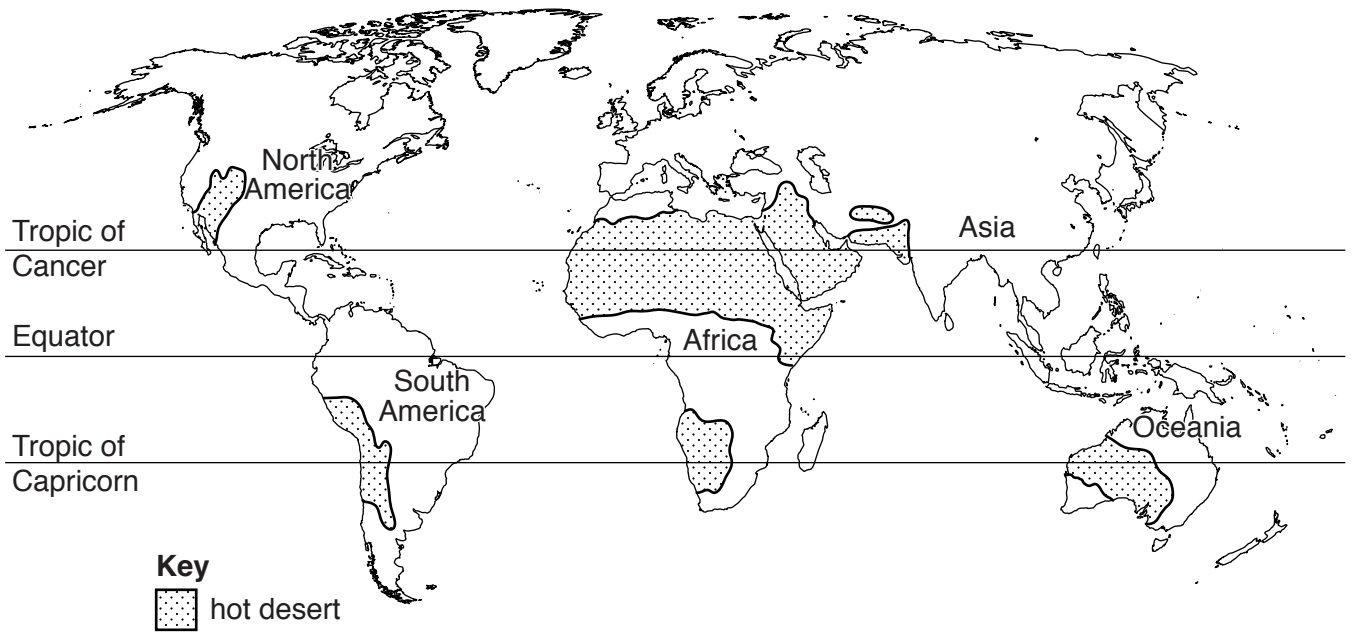 North
America
Tropic of
Cancer
Asia
Equator
Africa
South
America
Tropic of
Capricorn
Oceania
Key
hot desert